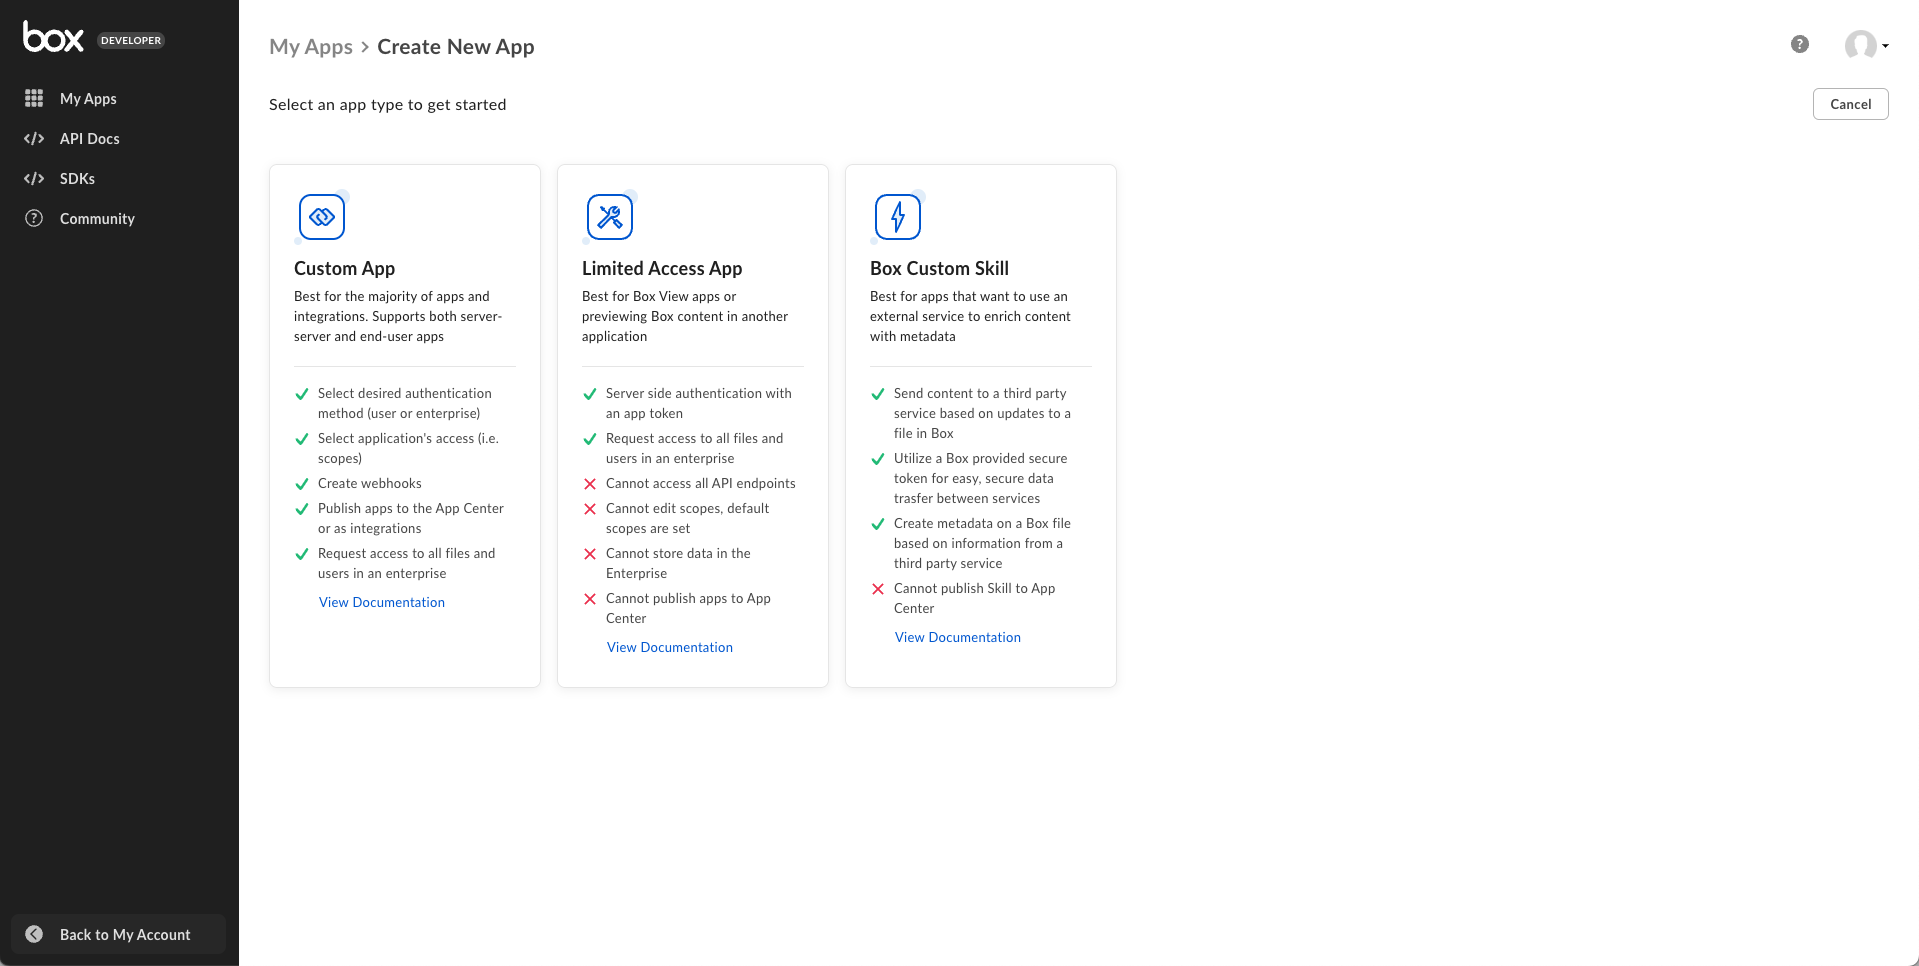 box DEVELOPER
My Apps
API Docs
SDKs
Community
Back to My Account
My Apps > Create New App
?
Select an app type to get started
Cancel
Custom App
Best for the majority of apps and
integrations. Supports both server-
server and end-user apps
Select desired authentication
method (user or enterprise)
Select application's access (i.e.
scopes)
Create webhooks
Publish apps to the App Center
or as integrations
Request access to all files and
users in an enterprise
View Documentation
Limited Access App
Best for Box View apps or
previewing Box content in another
application
Server side authentication with
an app token
Request access to all files and
users in an enterprise
Cannot access all API endpoints
Cannot edit scopes, default
scopes are set
Cannot store data in the
Enterprise
Cannot publish apps to App
Center
View Documentation
Box Custom Skill
Best for apps that want to use an
external service to enrich content
with metadata
Send content to a third party
service based on updates to a
file in Box
Utilize a Box provided secure
token for easy, secure data
trasfer between services
Create metadata on a Box file
based on information from a
third party service
Cannot publish Skill to App
Center
View Documentation